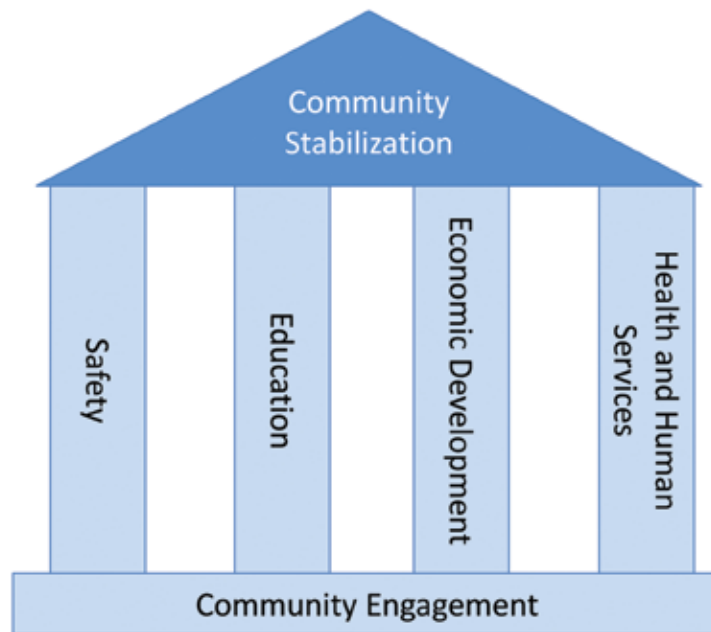 Community
Stabilization
Safety
Education
Economic Development
Health and Human
Services
Community Engagement